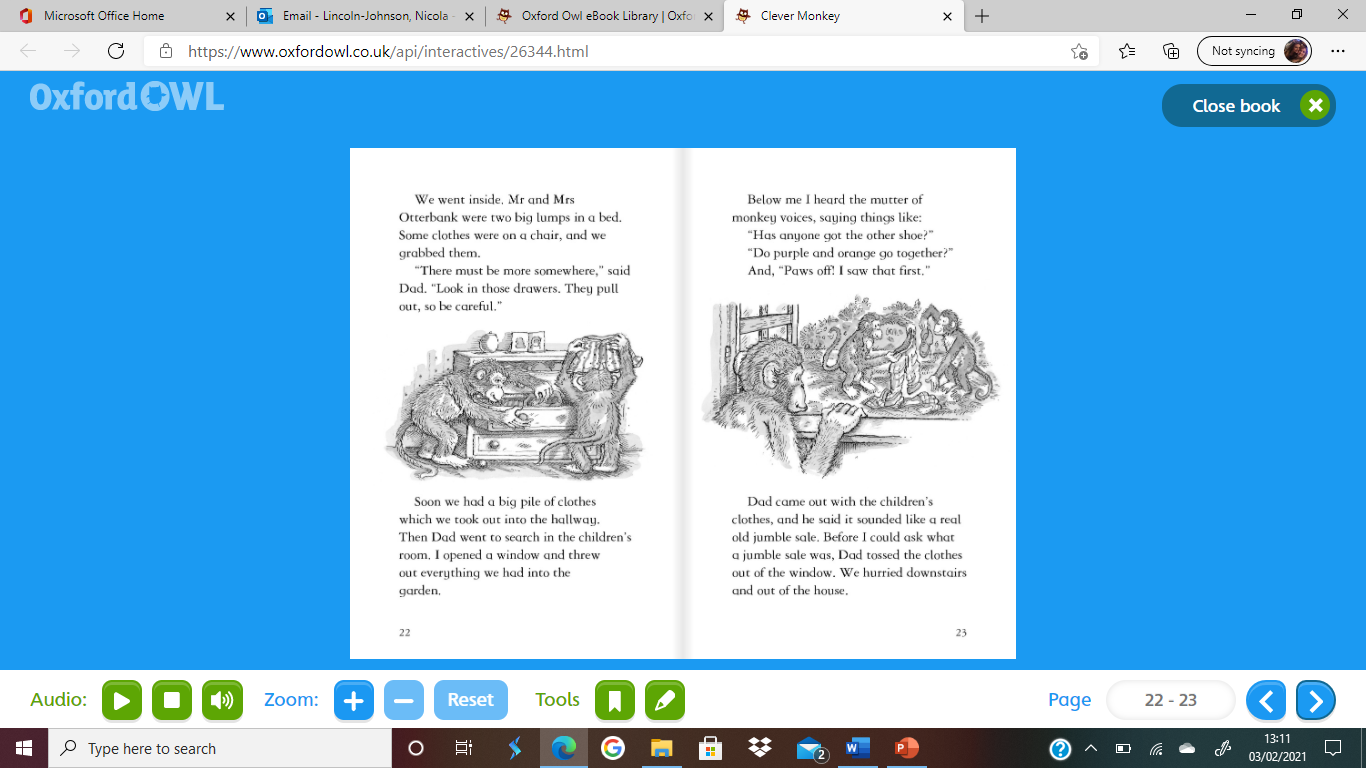 Microsoft Office Home
Email - Lincoln-Johnson, Nicola -
Oxford Owl eBook Library | Oxfo
Clever Monkey
https://www.oxfordowl.co.uk/api/interactives/26344.html
Not syncing
Oxford OWL
Close book
We went inside. Mr and Mrs
Otterbank were two big lumps in a bed.
Some clothes were on a chair, and we
grabbed them.
“There must be more somewhere,” said
Dad. “Look in those drawers. They pull
out, so be careful.”
Soon we had a big pile of clothes
which we took out into the hallway.
Then Dad went to search in the children’s
room. I opened a window and threw
out everything we had into the
garden.
22
Below me I heard the mutter of
monkey voices, saying things like:
“Has anyone got the other shoe?”
“Do purple and orange go together?”
And, “Paws off! I saw that first.”
Dad came out with the children’s
clothes, and he said it sounded like a real
old jumble sale. Before I could ask what
a jumble sale was, Dad tossed the clothes
out of the window. We hurried downstairs
and out of the house.
23
Audio:
Zoom:
Reset
Tools
Page
22 - 23
Type here to search
2
13:11
03/02/2021